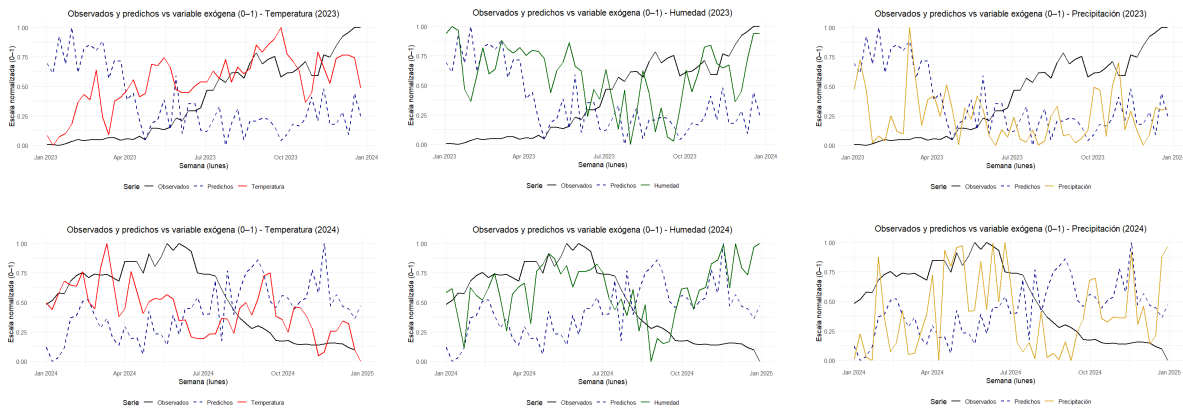 Observados y predichos vs variable exógena (0–1) - Temperatura (2023)
Escala normalizada (0–1)
1.00
0.75
0.50
0.25
0.00
Jan 2023 Apr 2023 Jul 2023 Oct 2023 Jan 2024
Semana (lunes)
Serie Observados Predichos Temperatura
Observados y predichos vs variable exógena (0–1) - Humedad (2023)
Escala normalizada (0–1)
1.00
0.75
0.50
0.25
0.00
Jan 2023 Apr 2023 Jul 2023 Oct 2023 Jan 2024
Semana (lunes)
Serie Observados Predichos Humedad
Observados y predichos vs variable exógena (0–1) - Precipitación (2023)
Escala normalizada (0–1)
1.00
0.75
0.50
0.25
0.00
Jan 2023 Apr 2023 Jul 2023 Oct 2023 Jan 2024
Semana (lunes)
Serie Observados Predichos Precipitación
Observados y predichos vs variable exógena (0–1) - Temperatura (2024)
Escala normalizada (0–1)
1.00
0.75
0.50
0.25
0.00
Jan 2024 Apr 2024 Jul 2024 Oct 2024 Jan 2025
Semana (lunes)
Serie Observados Predichos Temperatura
Observados y predichos vs variable exógena (0–1) - Humedad (2024)
Escala normalizada (0–1)
1.00
0.75
0.50
0.25
0.00
Jan 2024 Apr 2024 Jul 2024 Oct 2024 Jan 2025
Semana (lunes)
Serie Observados Predichos Humedad
Observados y predichos vs variable exógena (0–1) - Precipitación (2024)
Escala normalizada (0–1)
1.00
0.75
0.50
0.25
0.00
Jan 2024 Apr 2024 Jul 2024 Oct 2024 Jan 2025
Semana (lunes)
Serie Observados Predichos Precipitación